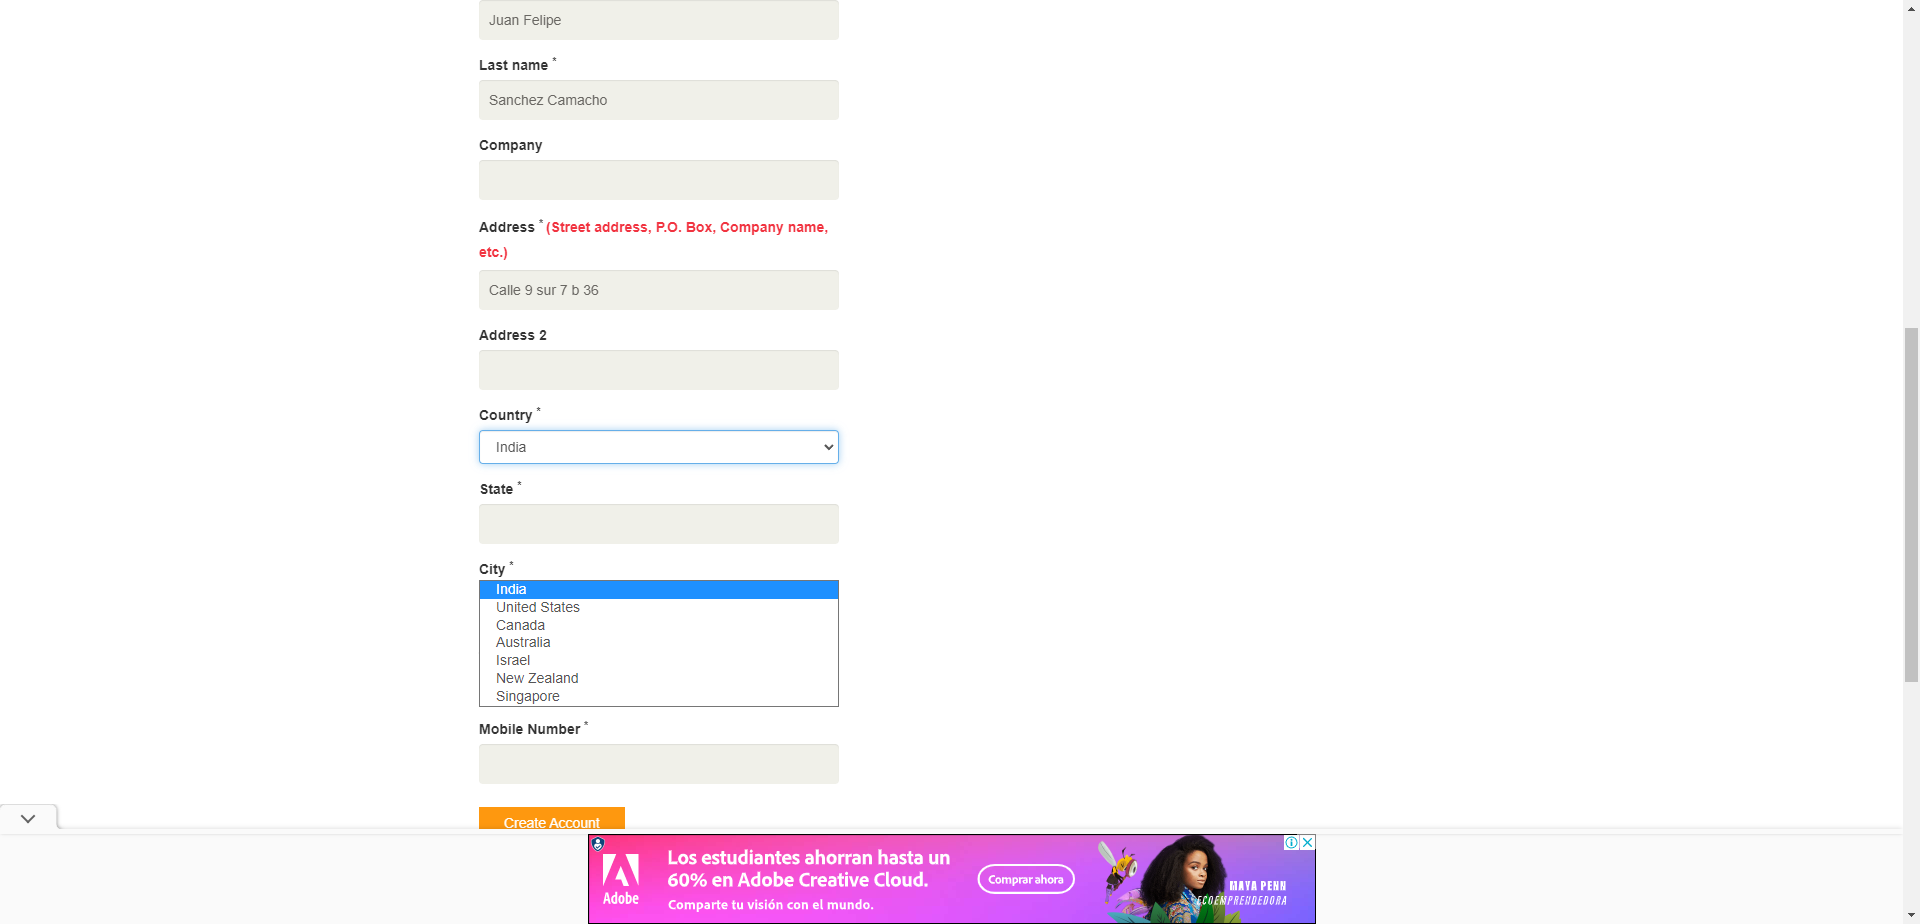 Juan Felipe
Last name *
Sanchez Camacho
Company
Address * (Street address, P.O. Box, Company name,
etc.)
Calle 9 sur 7 b 36
Address 2
Country *
India
State *
City *
India
United States
Canada
Australia
Israel
New Zealand
Singapore
Mobile Number *
Create Account
Adobe
Los estudiantes ahorran hasta un
60% en Adobe Creative Cloud.
Comparte tu visión con el mundo.
Comprar ahora
MAYA PENN
ECOEMPRENDEDORA